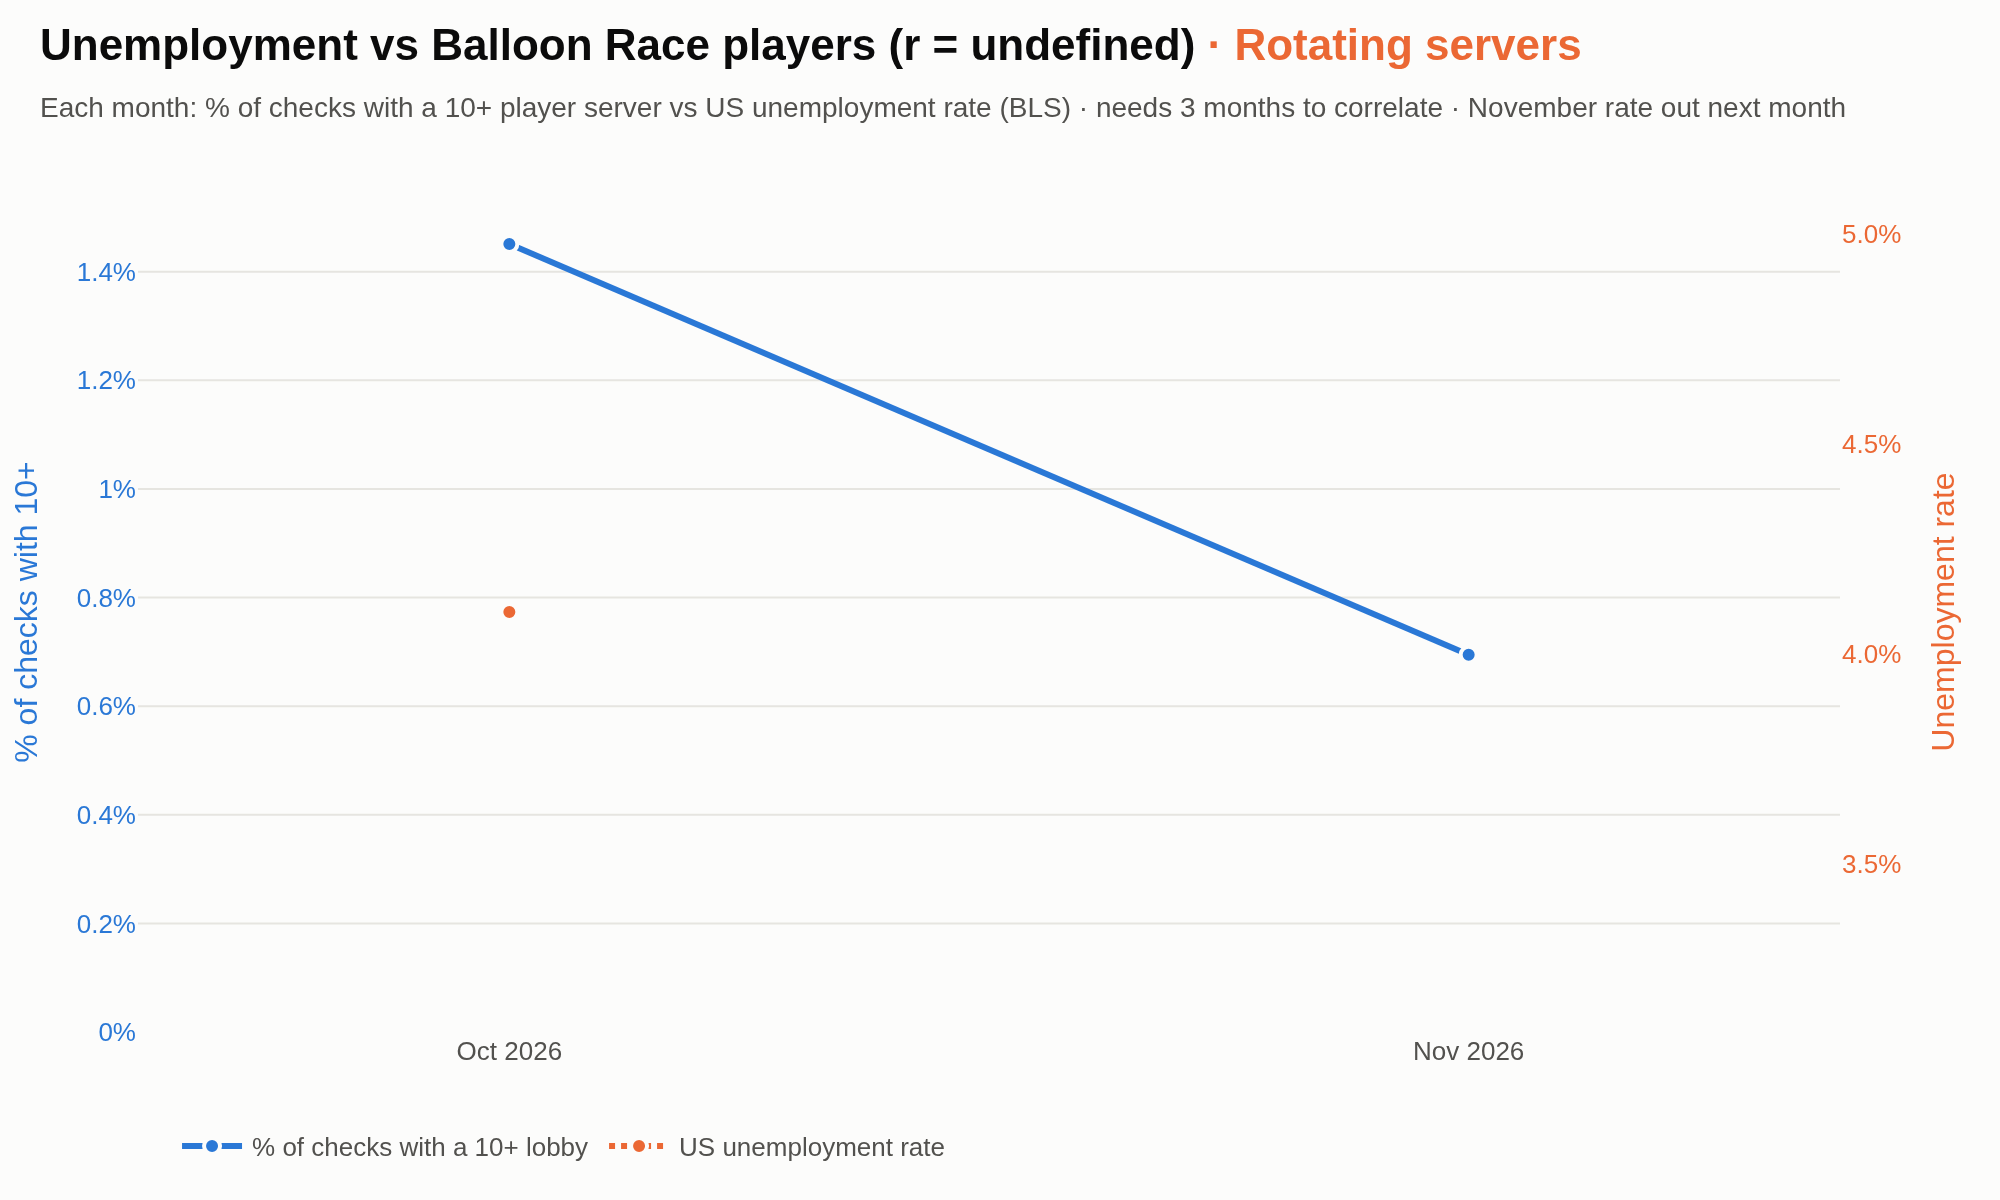 Unemployment vs Balloon Race players (r = undefined) · Rotating servers
Each month: % of checks with a 10+ player server vs US unemployment rate (BLS) · needs 3 months to correlate · November rate out next month
% of checks with 10+
1.4%
1.2%
1%
0.8%
0.6%
0.4%
0.2%
0%
5.0%
4.5%
4.0%
3.5%
Unemployment rate
Oct 2026
Nov 2026
% of checks with a 10+ lobby
US unemployment rate